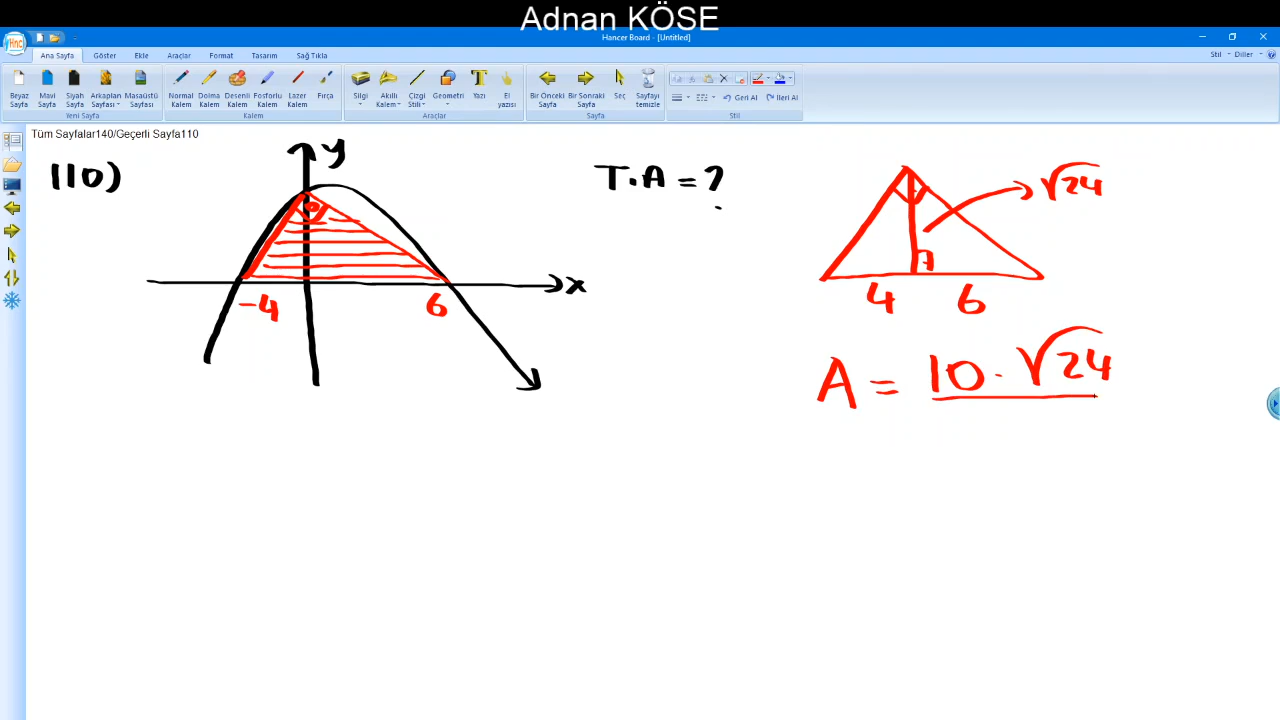 Adnan KÖSE
Hancer Board - [Untitled]
Hnc
Ana Sayfa Göster Ekle Araçlar Format Tasarım Sağ Tıkla Stil Diller
Beyaz Sayfa Mavi Sayfa Siyah Sayfa Arkaplan Sayfası Masaüstü Sayfası Normal Kalem Dolma Kalem Desenli Kalem Fosforlu Kalem Lazer Kalem Fırça Silgi Akıllı Kalem Çizgi Stili Geometri Yazı El yazısı Bir Önceki Sayfa Bir Sonraki Sayfa Seç Sayfayı temizle Geri Al İleri Al
Yeni Sayfa Kalem Araçlar Sayfa Stil
Tüm Sayfalar140/Geçerli Sayfa110
110) y T.A = ? √24
x
-4 6 4 6
A = 10 . √24